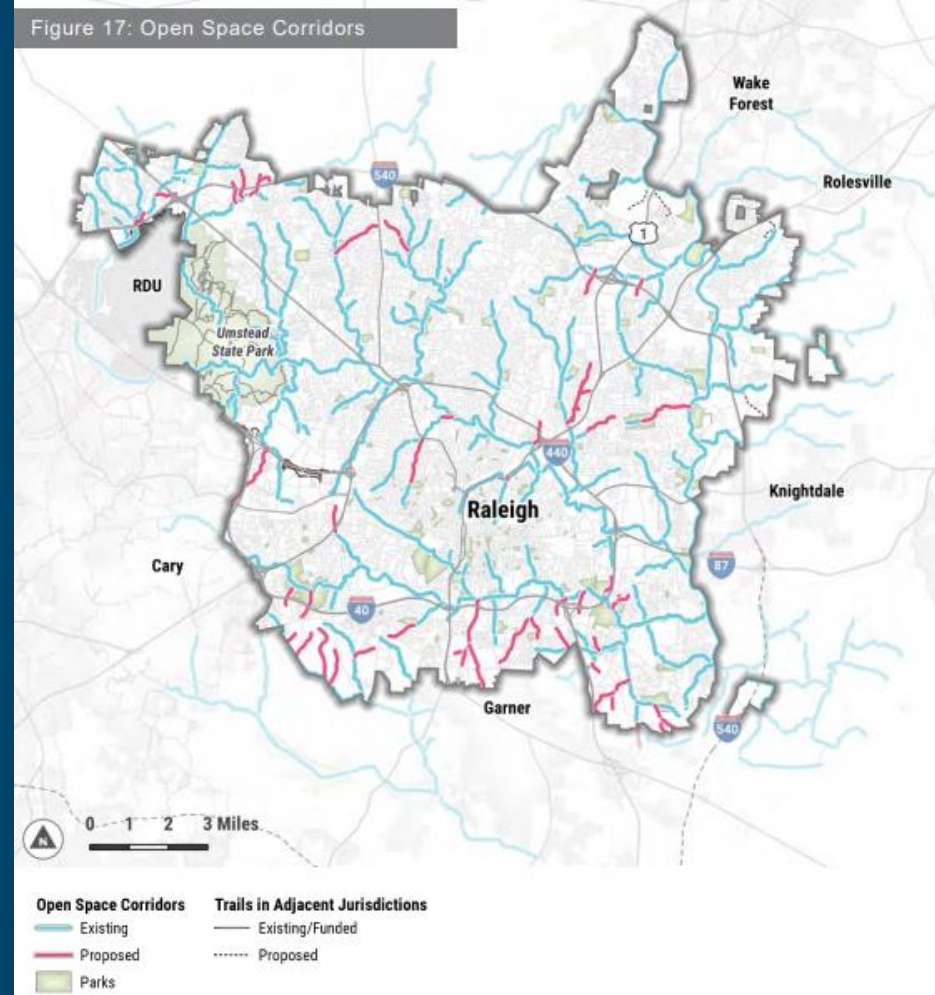 Figure 17: Open Space Corridors
Wake
Forest
540
Rolesville
1
RDU
Umstead
State Park
440
Raleigh
Knightdale
Cary
87
40
Garner
540
N
0 1 2 3 Miles
Open Space Corridors
Existing
Proposed
Parks
Trails in Adjacent Jurisdictions
Existing/Funded
Proposed